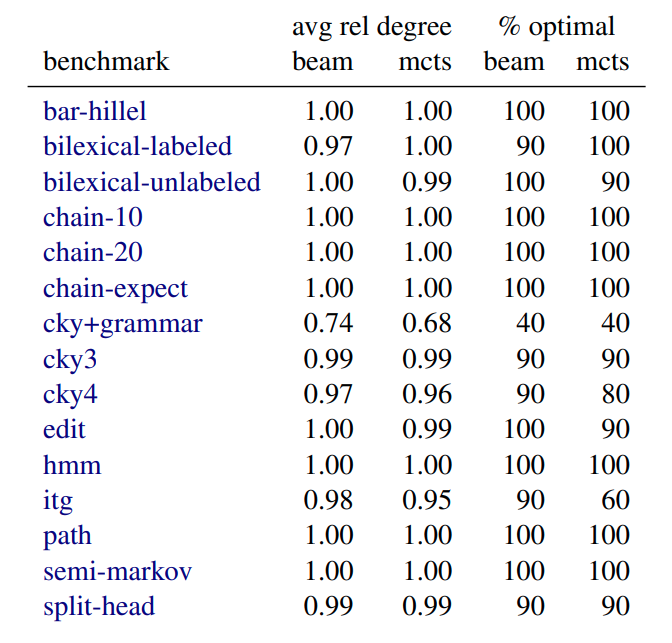 avg rel degree % optimal
benchmark beam mcts beam mcts
bar-hillel 1.00 1.00 100 100
bilexical-labeled 0.97 1.00 90 100
bilexical-unlabeled 1.00 0.99 100 90
chain-10 1.00 1.00 100 100
chain-20 1.00 1.00 100 100
chain-expect 1.00 1.00 100 100
cky+grammar 0.74 0.68 40 40
cky3 0.99 0.99 90 90
cky4 0.97 0.96 90 80
edit 1.00 0.99 100 90
hmm 1.00 1.00 100 100
itg 0.98 0.95 90 60
path 1.00 1.00 100 100
semi-markov 1.00 1.00 100 100
split-head 0.99 0.99 90 90